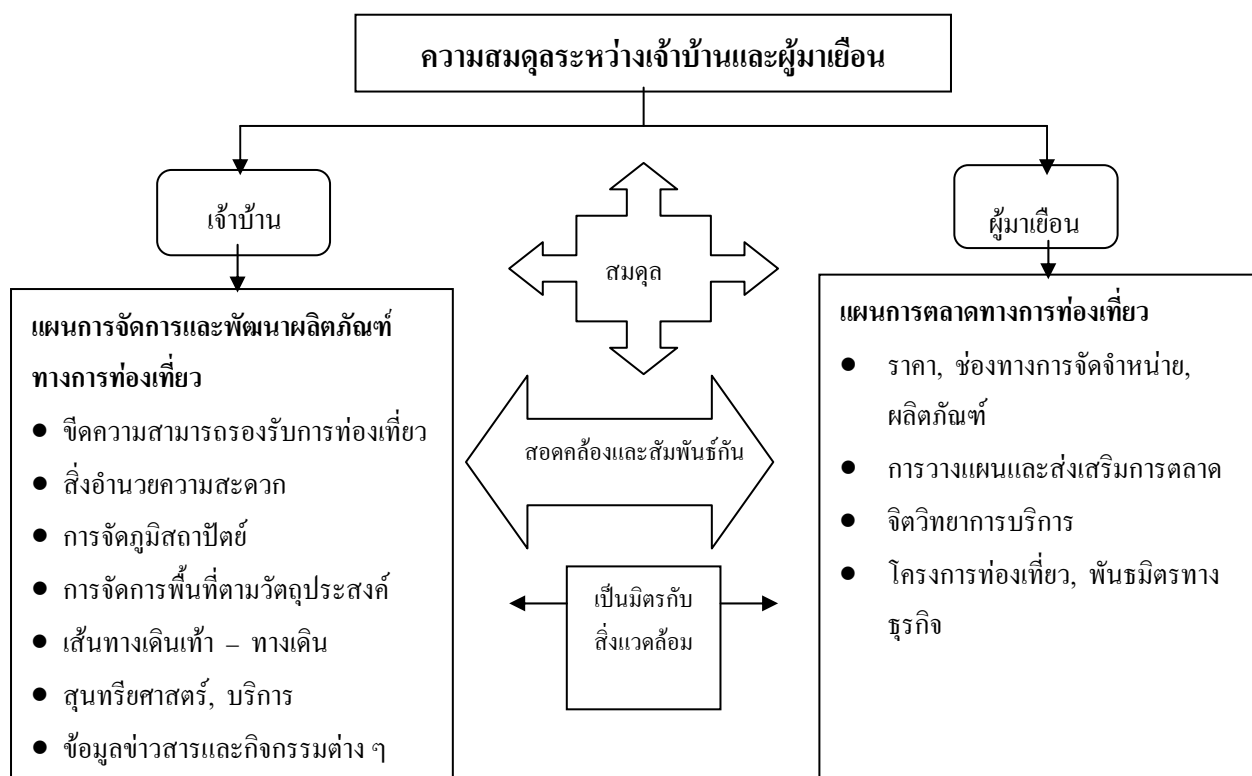 ความสมดุลระหว่างเจ้าบ้านและผู้มาเยือน
เจ้าบ้าน
แผนการจัดการและพัฒนาผลิตภัณฑ์
ทางการท่องเที่ยว
● ขีดความสามารถรองรับการท่องเที่ยว
● สิ่งอำนวยความสะดวก
● การจัดภูมิสถาปัตย์
● การจัดการพื้นที่ตามวัตถุประสงค์
● เส้นทางเดินเท้า – ทางเดิน
● สุนทรียศาสตร์, บริการ
● ข้อมูลข่าวสารและกิจกรรมต่าง ๆ
สมดุล
สอดคล้องและสัมพันธ์กัน
เป็นมิตรกับ
สิ่งแวดล้อม
ผู้มาเยือน
แผนการตลาดทางการท่องเที่ยว
● ราคา, ช่องทางการจัดจำหน่าย,
ผลิตภัณฑ์
● การวางแผนและส่งเสริมการตลาด
● จิตวิทยาการบริการ
● โครงการท่องเที่ยว, พันธมิตรทาง
ธุรกิจ